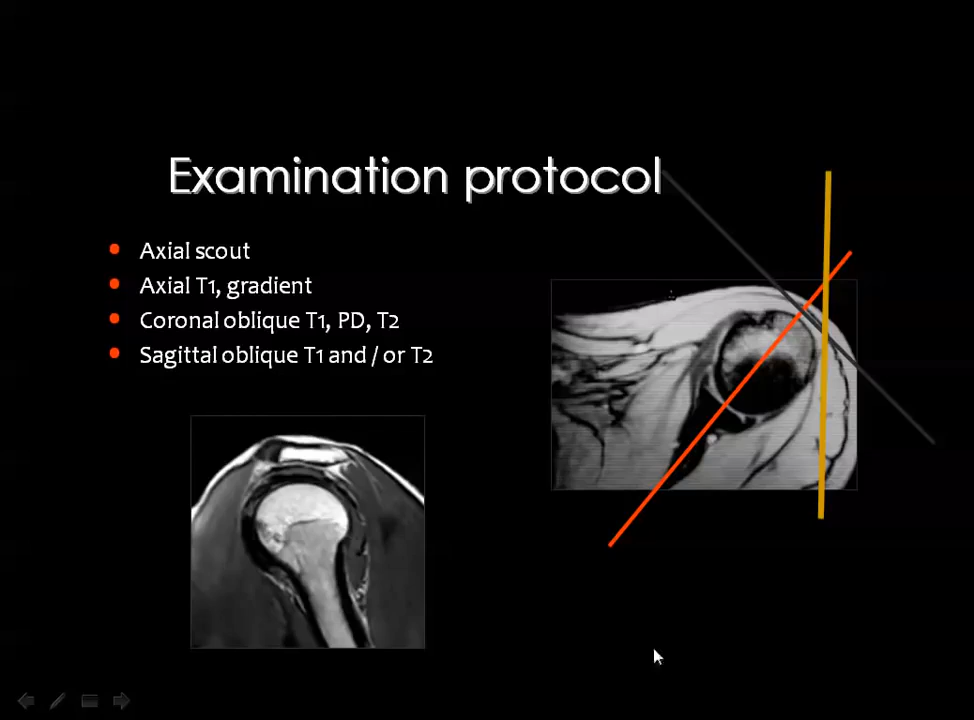 Examination protocol
Axial scout
Axial T1, gradient
Coronal oblique T1, PD, T2
Sagittal oblique T1 and / or T2